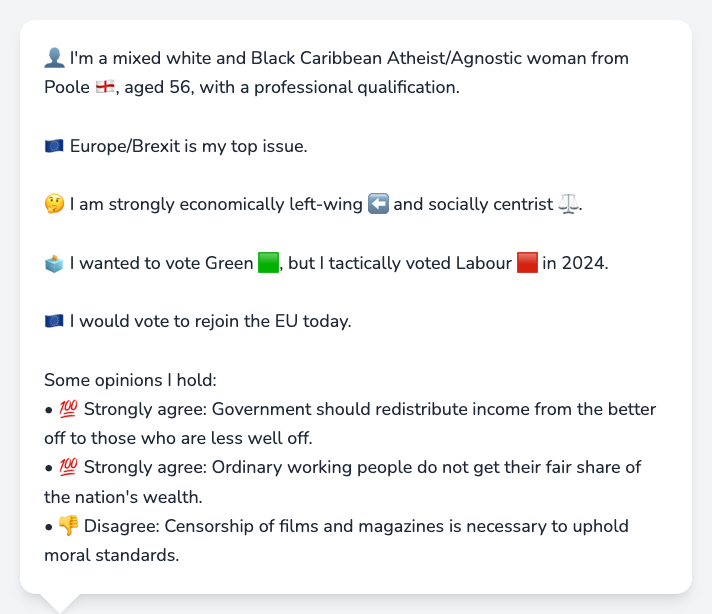 👤 I'm a mixed white and Black Caribbean Atheist/Agnostic woman from
Poole 🏴󠁧󠁢󠁥󠁮󠁧󠁿, aged 56, with a professional qualification.
🇪🇺 Europe/Brexit is my top issue.
🤔 I am strongly economically left-wing ⬅️ and socially centrist ⚖️.
🗳️ I wanted to vote Green 🟩, but I tactically voted Labour 🟥 in 2024.
🇪🇺 I would vote to rejoin the EU today.
Some opinions I hold:
• 💯 Strongly agree: Government should redistribute income from the better
off to those who are less well off.
• 💯 Strongly agree: Ordinary working people do not get their fair share of
the nation's wealth.
• 👎 Disagree: Censorship of films and magazines is necessary to uphold
moral standards.